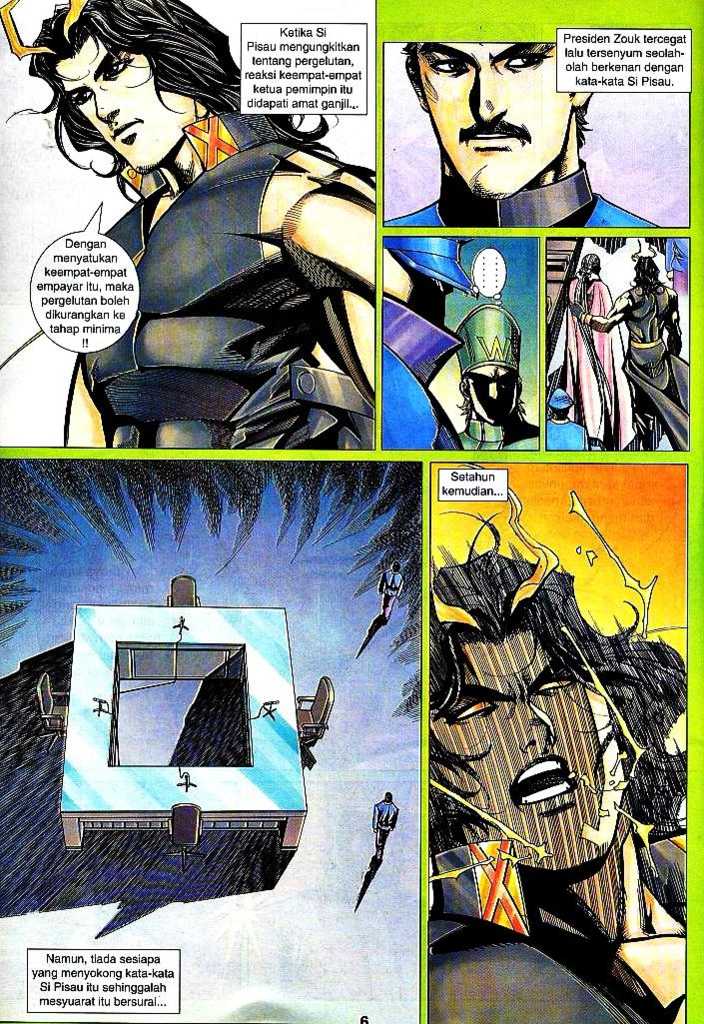 Ketika Si
Pisau mengungkitkan
tentang pergelutan,
reaksi keempat-empat
ketua pemimpin itu
didapati amat ganjil...
Presiden Zouk tercegat
lalu tersenyum seolah-
olah berkenan dengan
kata-kata Si Pisau.
Dengan
menyatukan
keempat-empat
empayar itu, maka
pergelutan boleh
dikurangkan ke
tahap minima
!!
W
Setahun
kemudian...
Namun, tiada sesiapa
yang menyokong kata-kata
Si Pisau itu sehinggalah
mesyuarat itu bersurai...
6